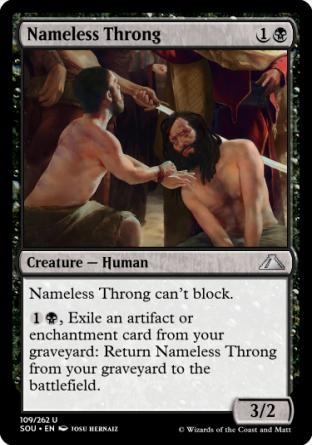 Nameless Throng 1
Creature — Human
Nameless Throng can't block.
1, Exile an artifact or
enchantment card from your
graveyard: Return Nameless Throng
from your graveyard to the
battlefield.
3/2
109/262 U
SOU • EN TOSU HERNAIZ
© Wizards of the Coast and Matt